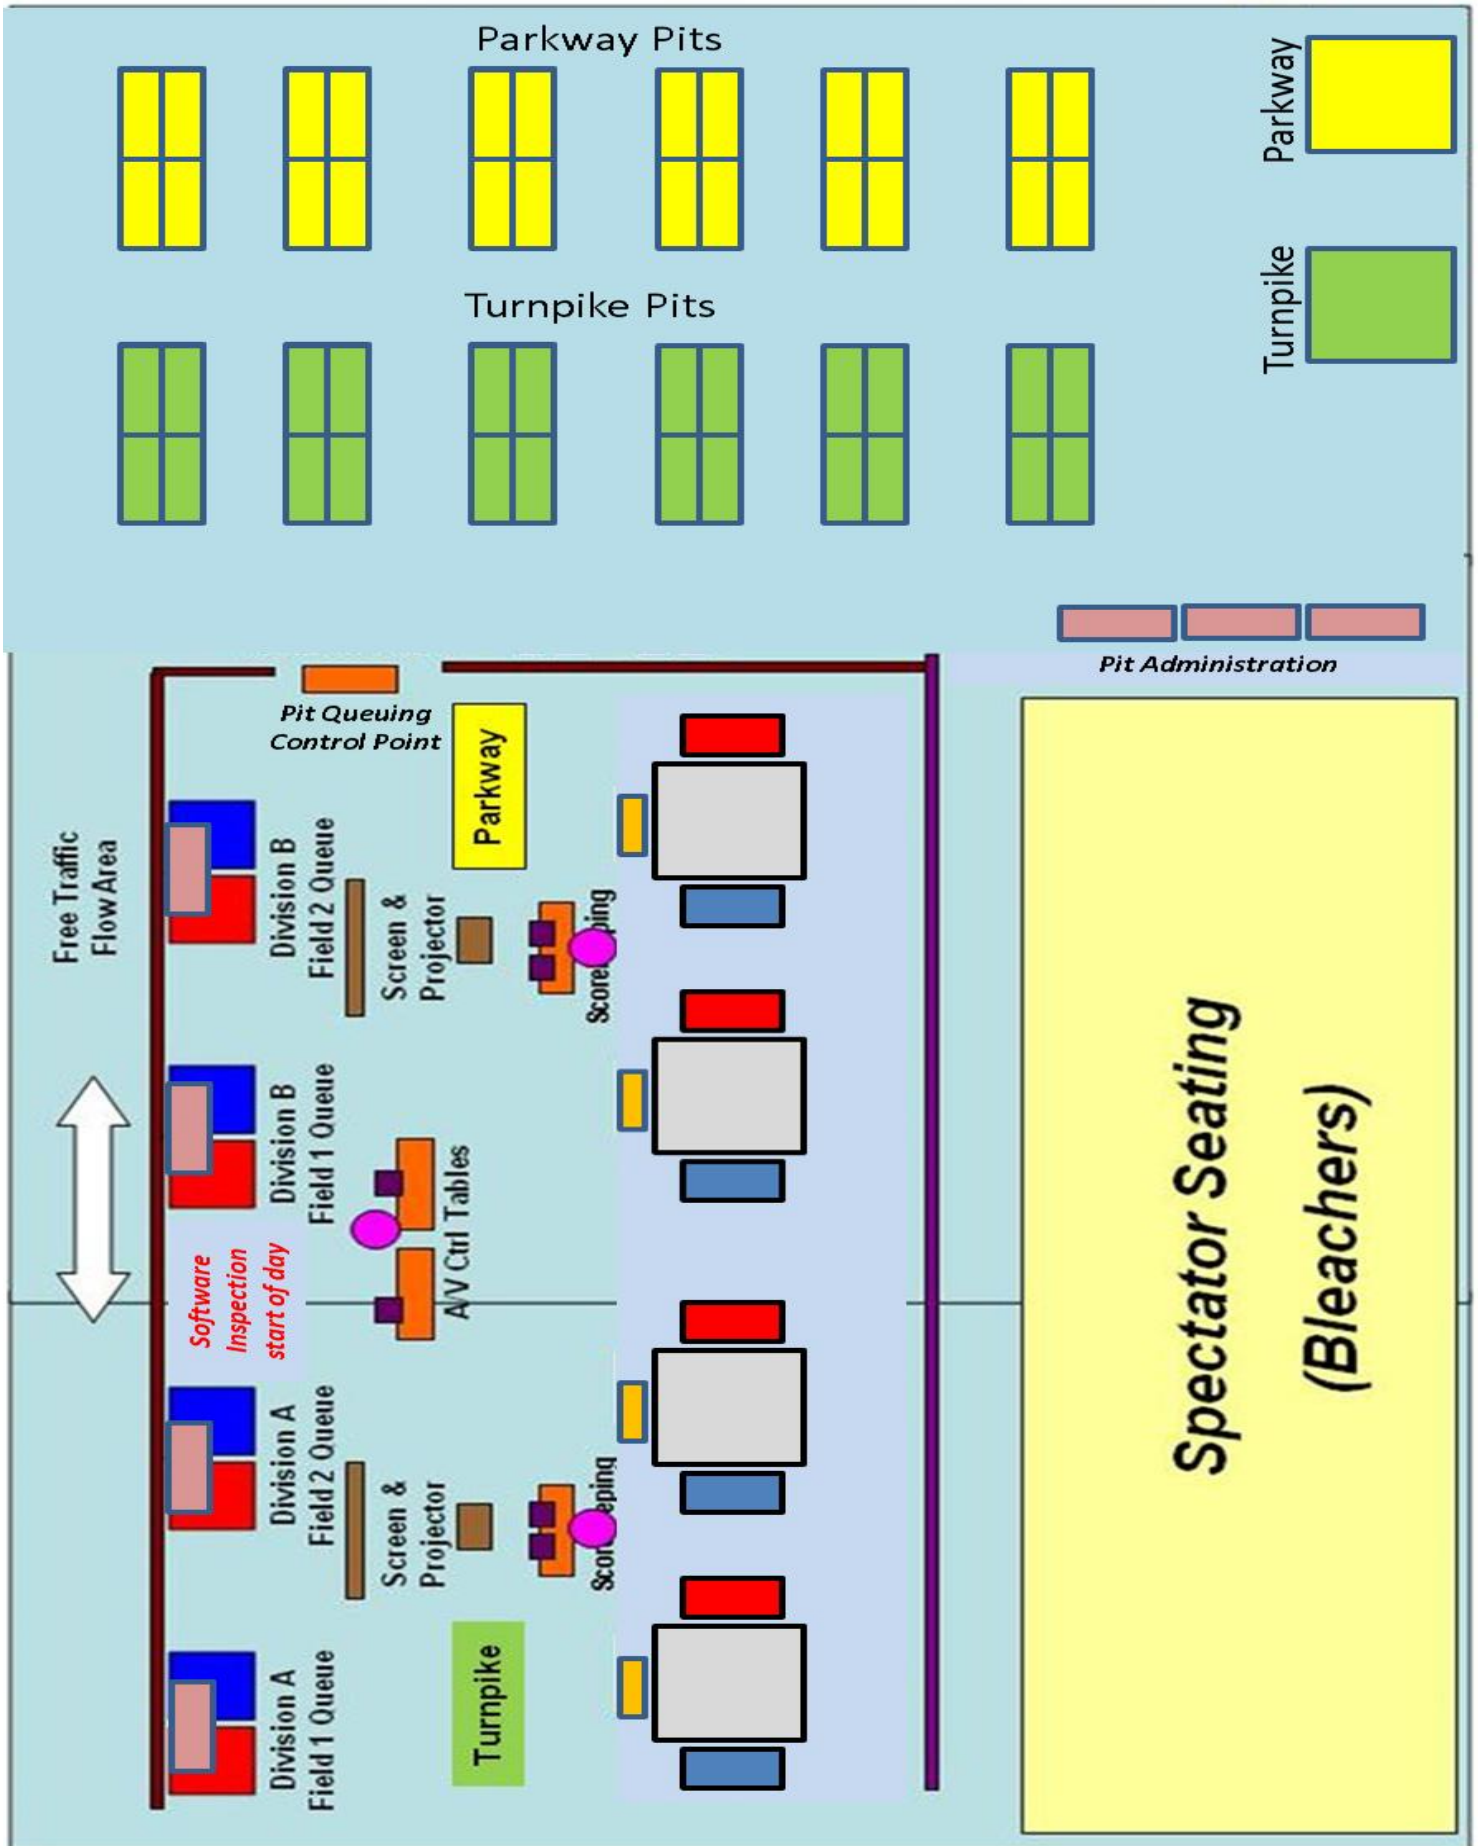 Parkway Pits
Parkway
Turnpike Pits
Turnpike
Pit Administration
Pit Queuing
Control Point
Parkway
Free Traffic
Flow Area
Division B
Field 2 Queue
Screen &
Projector
Division B
Field 1 Queue
A/V Ctrl Tables
Software
Inspection
start of day
Division A
Field 2 Queue
Screen &
Projector
Turnpike
Division A
Field 1 Queue
Spectator Seating
(Bleachers)